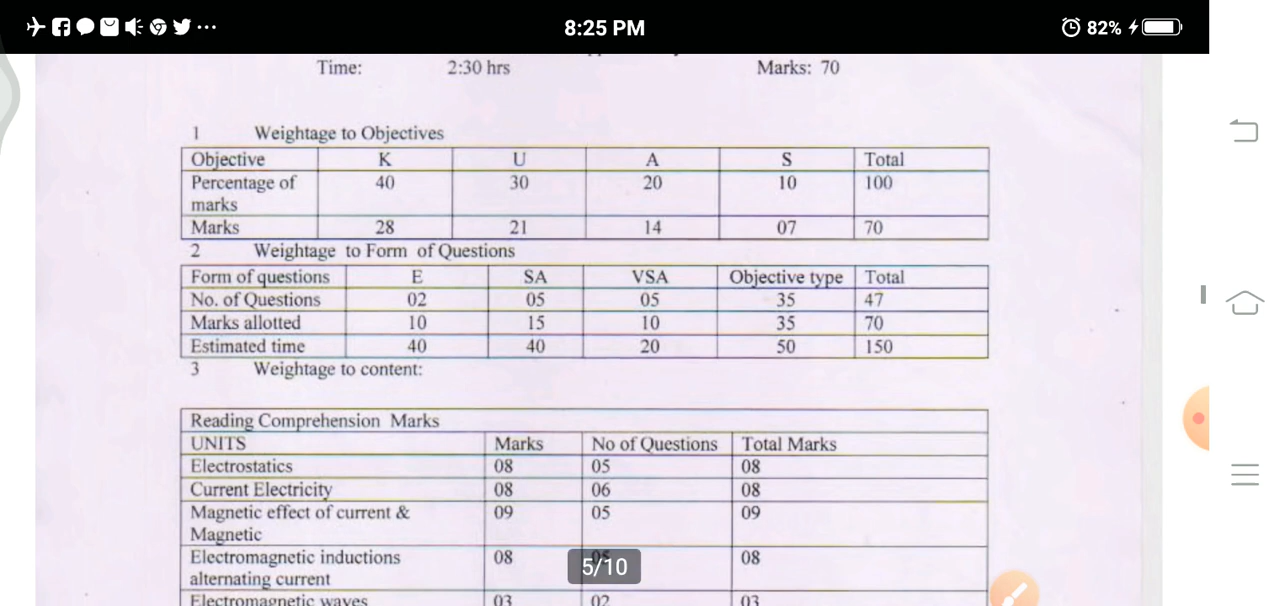 8:25 PM
82%
Time: 2:30 hrs Marks: 70
1 Weightage to Objectives
Objective K U A S Total
Percentage of marks 40 30 20 10 100
Marks 28 21 14 07 70
2 Weightage to Form of Questions
Form of questions E SA VSA Objective type Total
No. of Questions 02 05 05 35 47
Marks allotted 10 15 10 35 70
Estimated time 40 40 20 50 150
3 Weightage to content:
Reading Comprehension Marks
UNITS Marks No of Questions Total Marks
Electrostatics 08 05 08
Current Electricity 08 06 08
Magnetic effect of current & 09 05 09
Magnetic
Electromagnetic inductions 08 08
alternating current
5/10
Electromagnetic waves 03 02 03